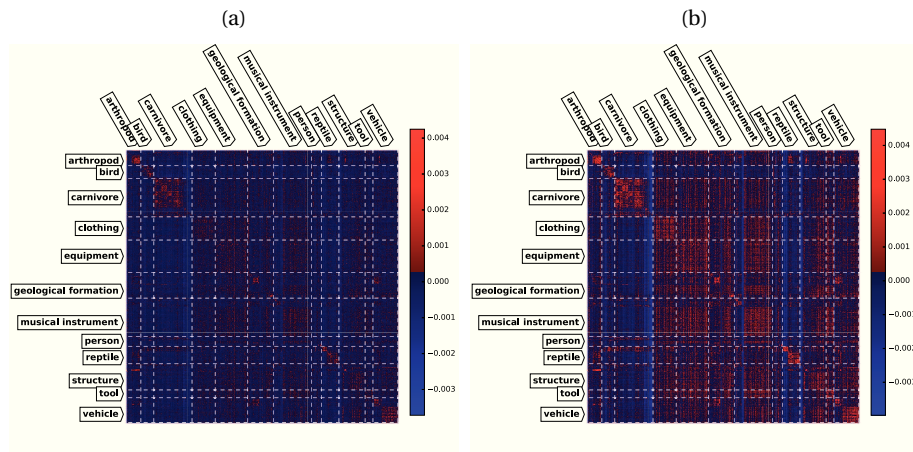 (a)
(b)
arthropod
bird
carnivore
clothing
equipment
geological formation
musical instrument
person
reptile
structure
tool
vehicle
arthropod
bird
carnivore
clothing
equipment
geological formation
musical instrument
person
reptile
structure
tool
vehicle
0.004
0.003
0.002
0.001
0.000
−0.001
−0.002
−0.003
arthropod
bird
carnivore
clothing
equipment
geological formation
musical instrument
person
reptile
structure
tool
vehicle
arthropod
bird
carnivore
clothing
equipment
geological formation
musical instrument
person
reptile
structure
tool
vehicle
0.004
0.003
0.002
0.001
0.000